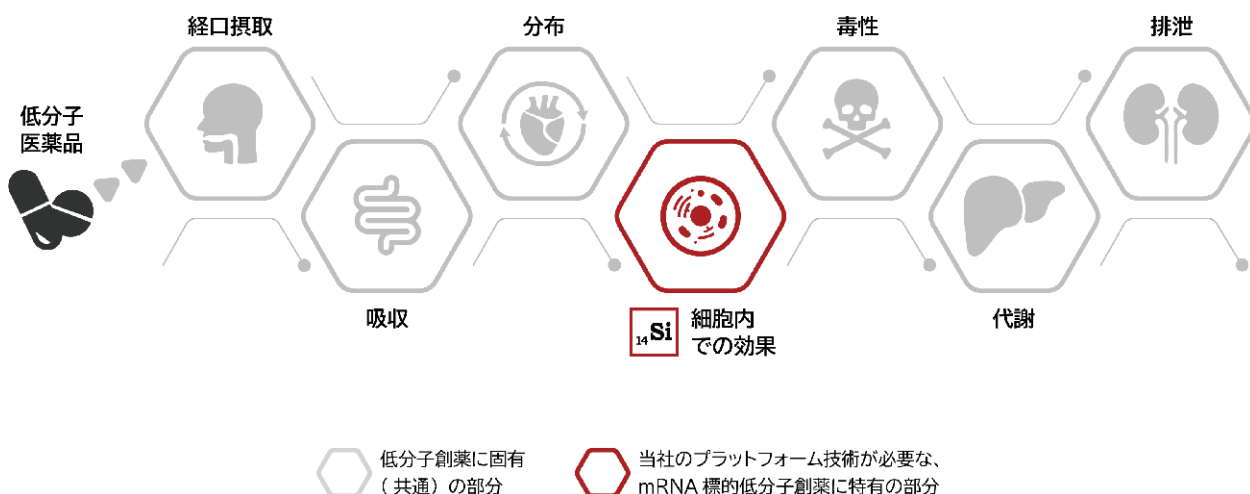 経口摂取
分布
毒性
排泄
低分子
医薬品
吸収
14Si
細胞内
での効果
代謝
低分子創薬に固有
（共通）の部分
当社のプラットフォーム技術が必要な、
mRNA 標的低分子創薬に特有の部分